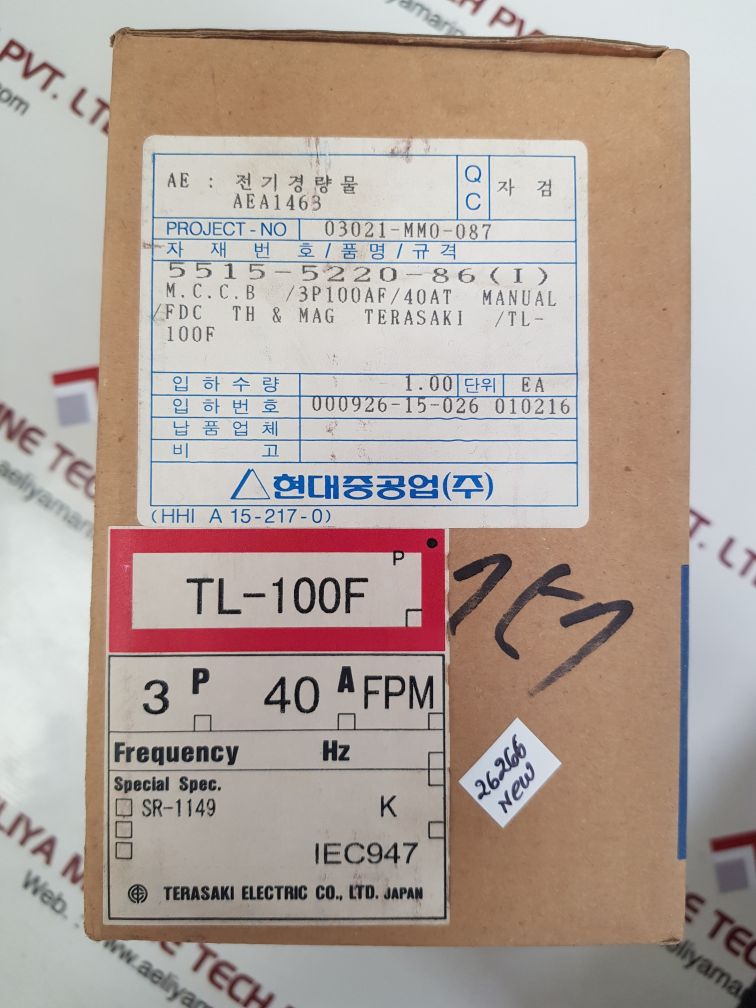 AE : 전기경량물
AEA1463
QC
자 검
PROJECT-NO 03021-MM0-087
자 재 번 호/품명/규격
5515-5220-86(I)
M.C.C.B /3P100AF/40AT MANUAL
/FDC TH & MAG TERASAKI /TL-
100F
입하수량 1.00 단위 EA
입하번호 000926-15-026 010216
납품업체
비 고
현대중공업(주)
(HHI A 15-217-0)
P
TL-100F
3 P 40 A FPM
Frequency Hz
Special Spec.
SR-1149 K
IEC947
TERASAKI ELECTRIC CO., LTD. JAPAN
26266
NEW